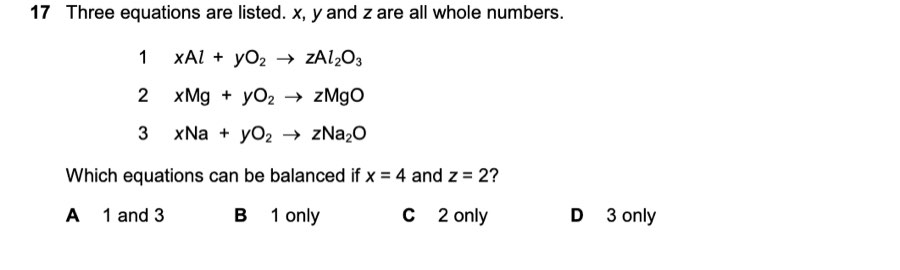 17 Three equations are listed. x, y and z are all whole numbers.
1 xAl + yO₂ → zAl₂O₃
2 xMg + yO₂ → zMgO
3 xNa + yO₂ → zNa₂O
Which equations can be balanced if x = 4 and z = 2?
A 1 and 3 B 1 only C 2 only D 3 only